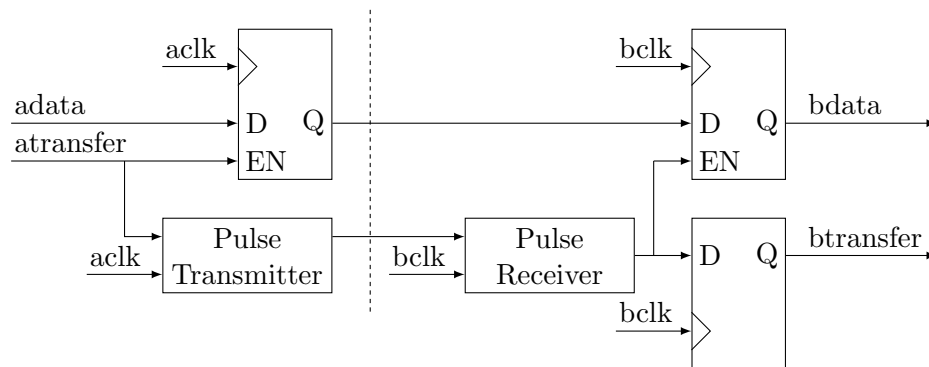 aclk
bclk
adata
D
Q
D
Q
bdata
atransfer
EN
EN
Pulse
Transmitter
aclk
Pulse
Receiver
bclk
D
Q
btransfer
bclk